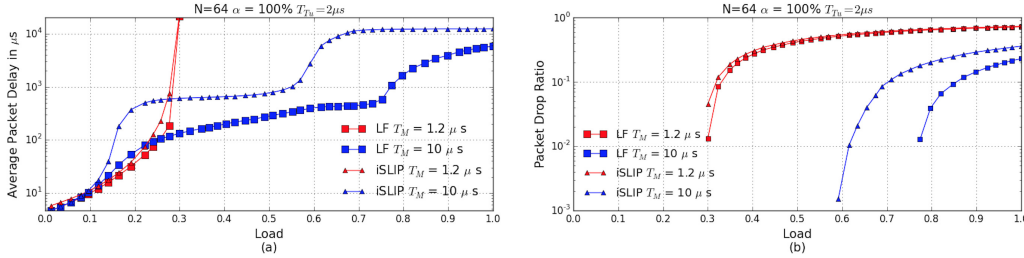 N=64 α = 100% T_Tu=2μs
Average Packet Delay in μs
10^4
10^3
10^2
10^1
LF T_M = 1.2 μ s
LF T_M = 10 μ s
iSLIP T_M = 1.2 μ s
iSLIP T_M = 10 μ s
0.0 0.1 0.2 0.3 0.4 0.5 0.6 0.7 0.8 0.9 1.0
Load
(a)
N=64 α = 100% T_Tu=2μs
Packet Drop Ratio
10^0
10^-1
10^-2
10^-3
LF T_M = 1.2 μ s
LF T_M = 10 μ s
iSLIP T_M = 1.2 μ s
iSLIP T_M = 10 μ s
0.0 0.1 0.2 0.3 0.4 0.5 0.6 0.7 0.8 0.9 1.0
Load
(b)